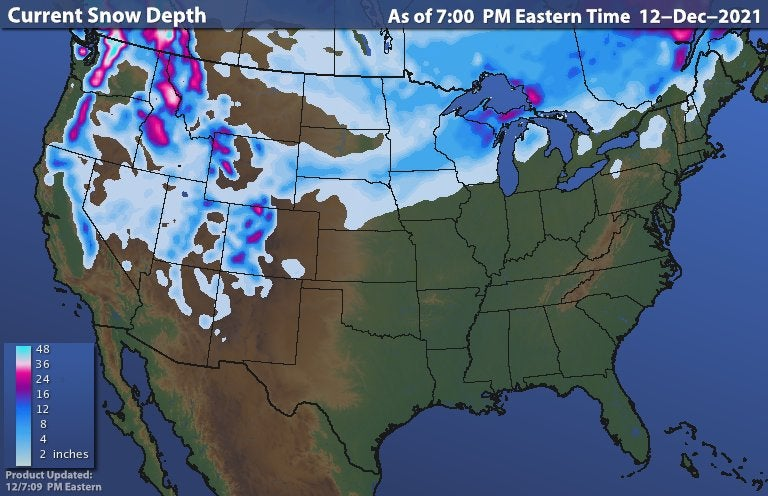 Current Snow Depth
As of 7:00 PM Eastern Time 12-Dec-2021
48
36
24
16
12
8
4
2 inches
Product Updated:
12/7:09 PM Eastern